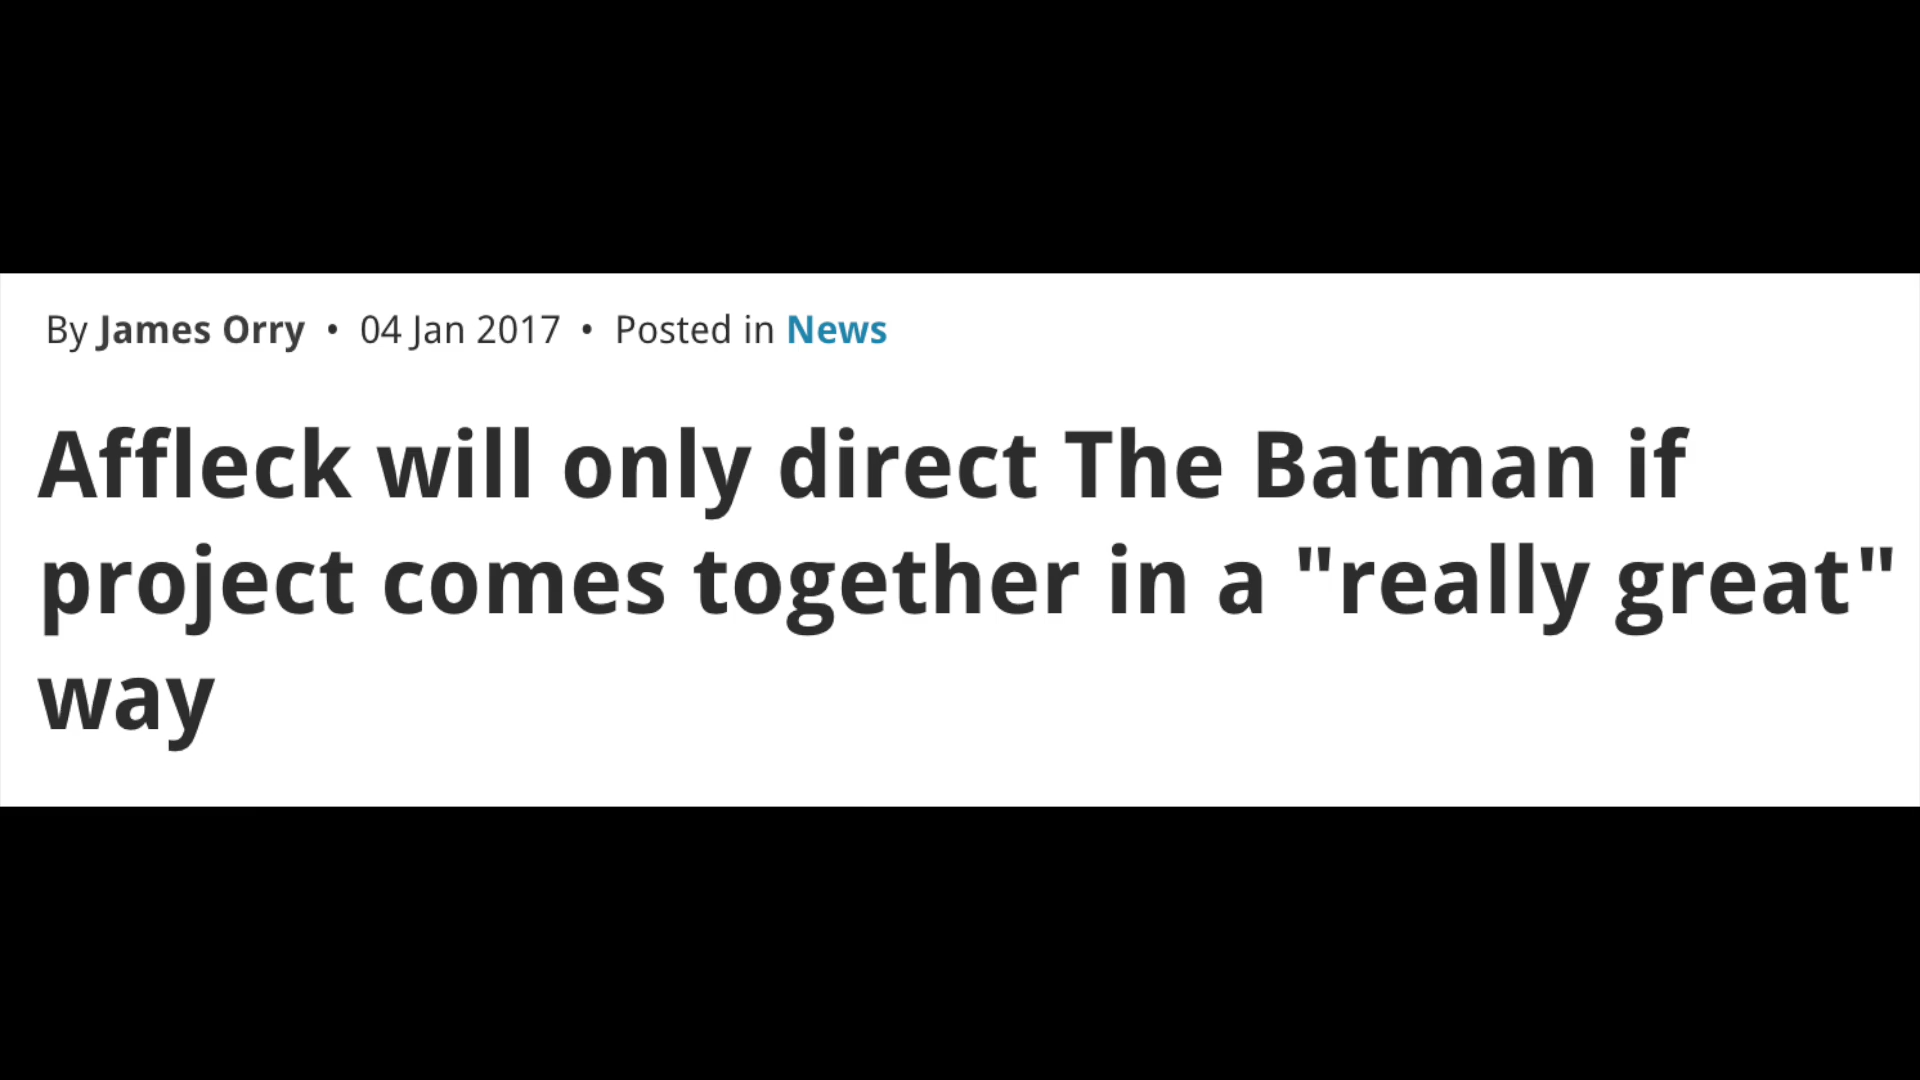 By James Orry • 04 Jan 2017 • Posted in News
Affleck will only direct The Batman if
project comes together in a "really great"
way